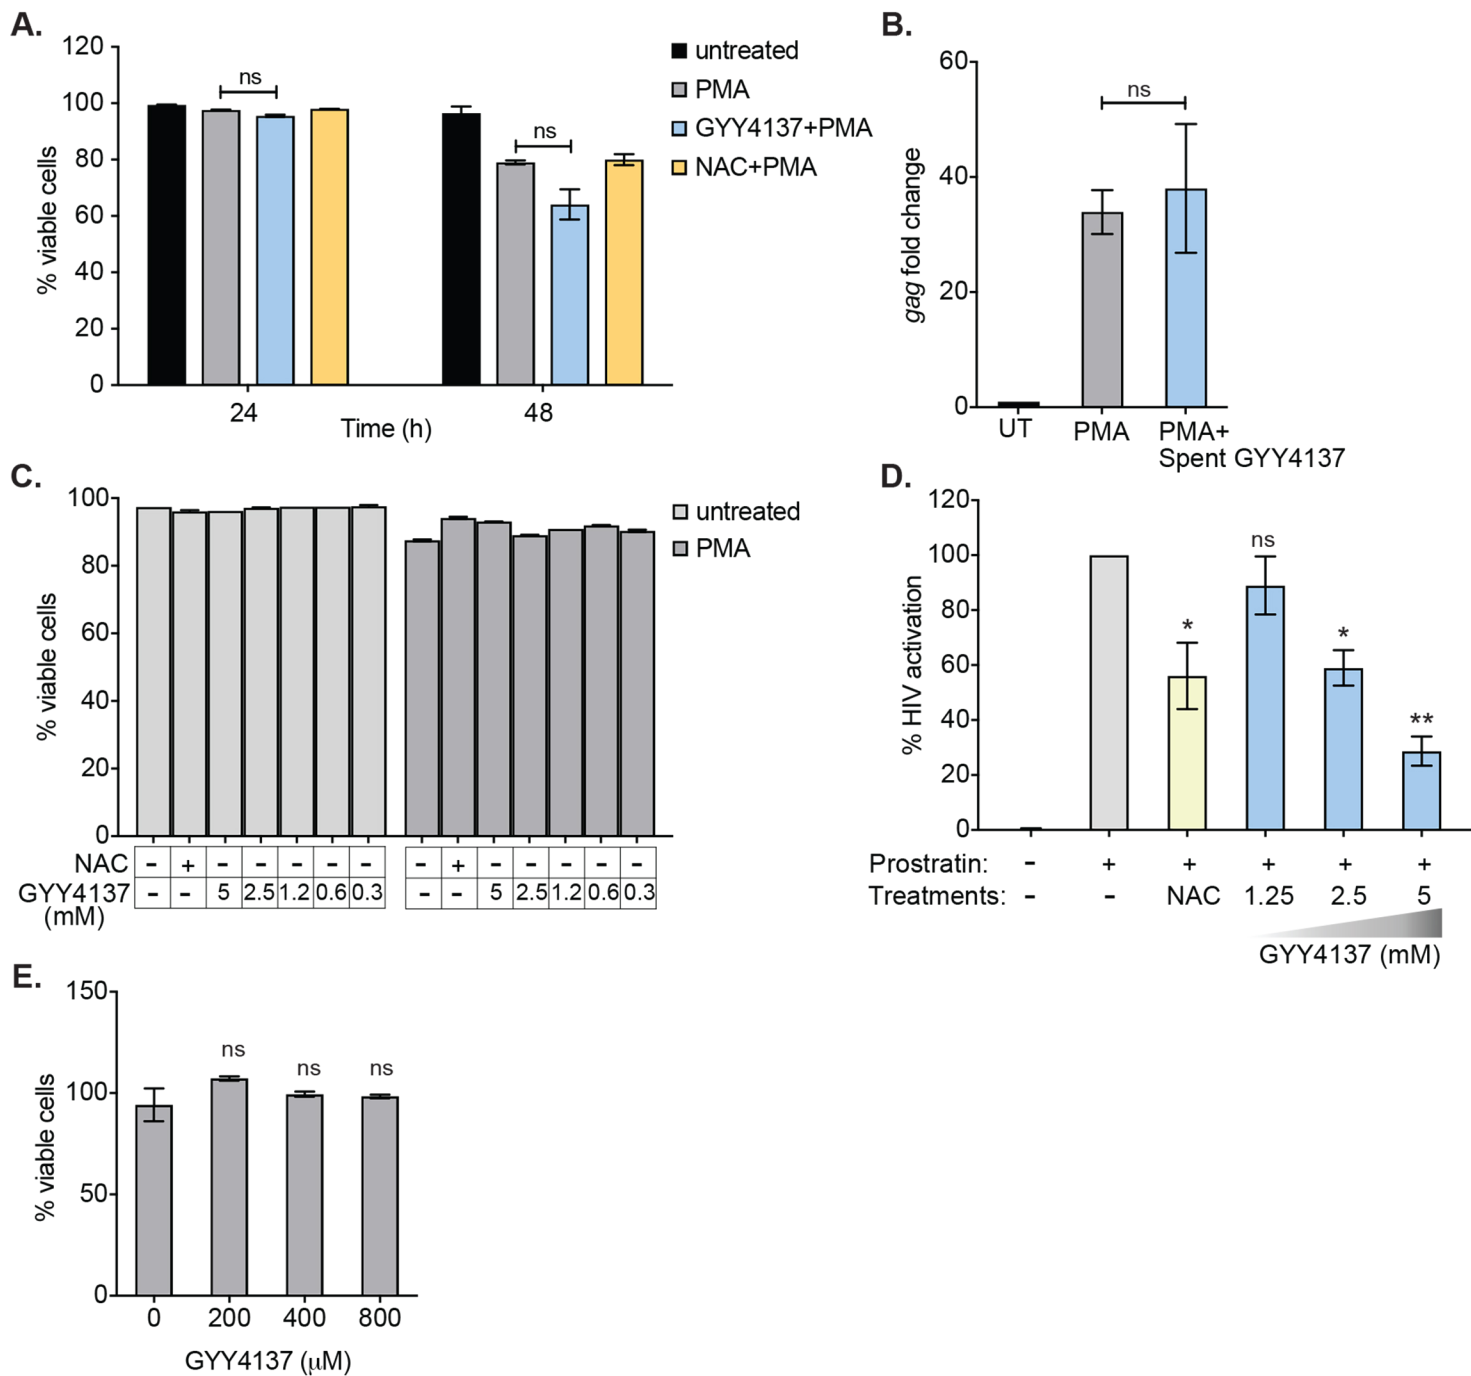 A.
120
100
80
60
40
20
0
% viable cells
ns
ns
24
48
Time (h)
untreated
PMA
GYY4137+PMA
NAC+PMA
B.
60
40
20
0
gag fold change
ns
UT
PMA
PMA+
Spent GYY4137
C.
100
80
60
40
20
0
% viable cells
untreated
PMA
NAC - + - - - - - - + - - - - -
GYY4137 - - 5 2.5 1.2 0.6 0.3 - - 5 2.5 1.2 0.6 0.3
(mM)
D.
120
100
80
60
40
20
0
% HIV activation
* ns * **
Prostratin: - + + + + +
Treatments: - - NAC 1.25 2.5 5
GYY4137 (mM)
E.
150
100
50
0
% viable cells
ns ns ns
0 200 400 800
GYY4137 (μM)